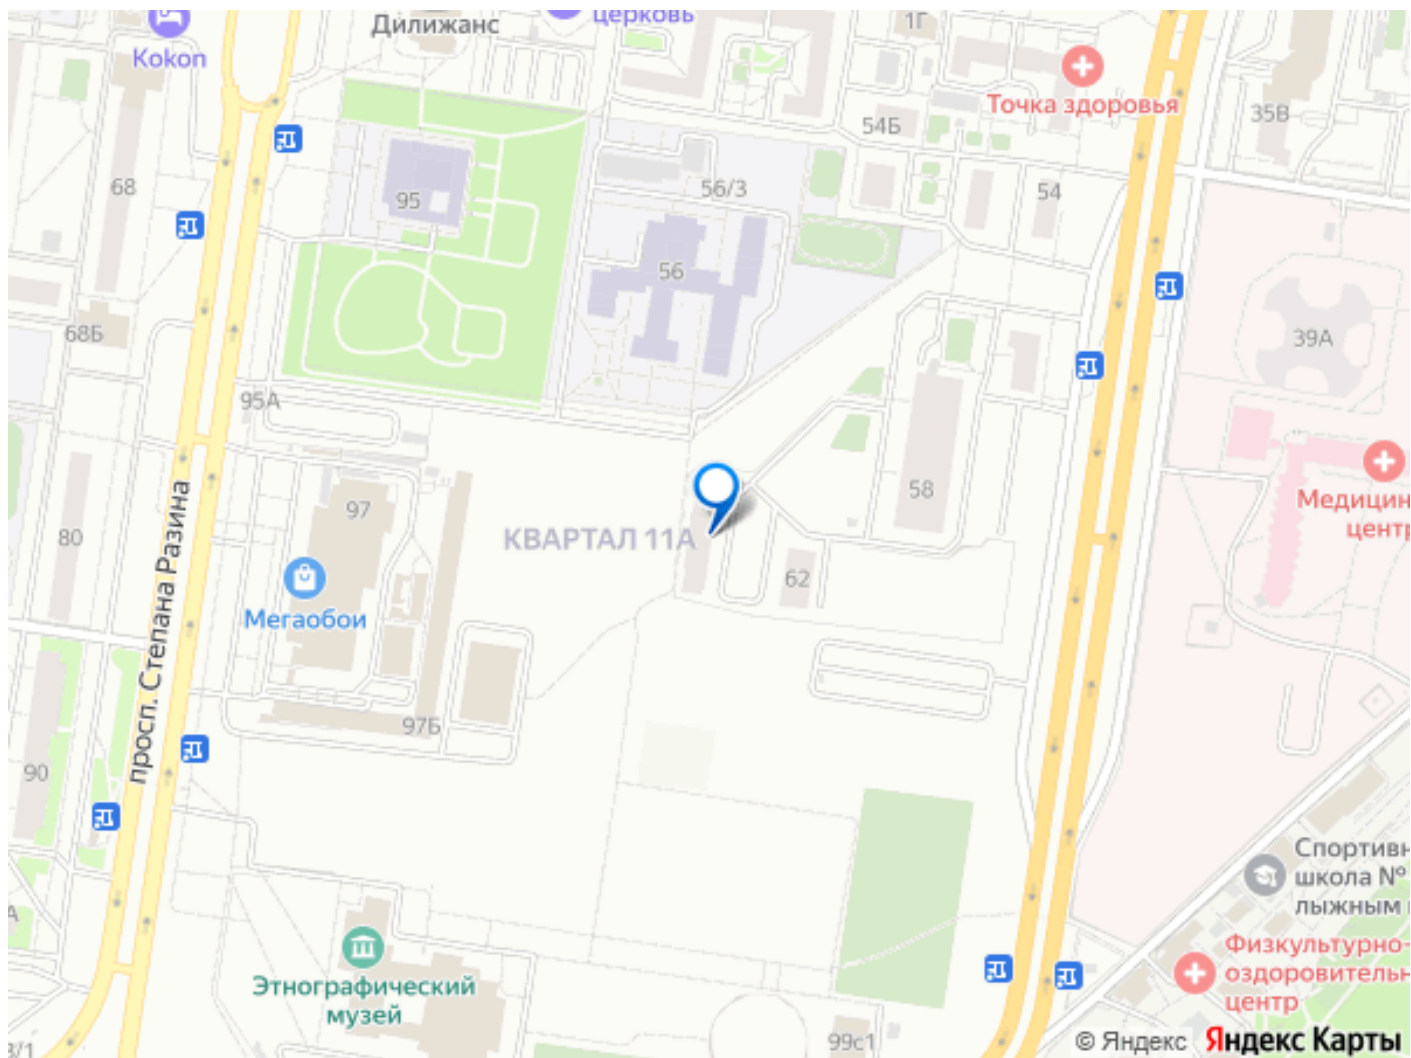 Дилижанс
церковь
1Г
Kokon
Точка здоровья
35В
54Б
68
95
56/3
54
56
68Б
39А
95А
97
58
Медицин
центр
просп. Степана Разина
80
КВАРТАЛ 11А
62
Мегаобои
97Б
90
Спортивн
школа №
лыжным
Физкультурно-
оздоровительн
центр
Этнографический
музей
99с1
/1
© Яндекс Яндекс Карты